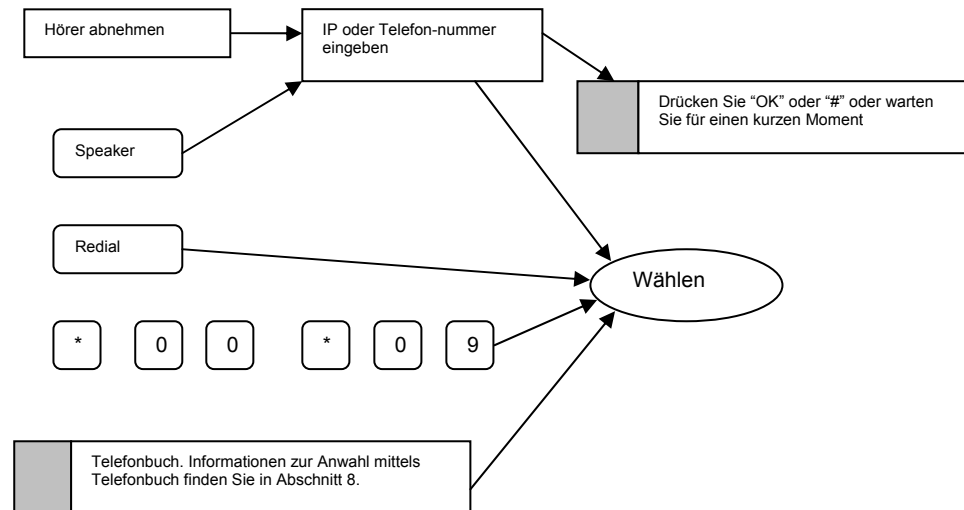 Hörer abnehmen
IP oder Telefon-nummer
eingeben
Drücken Sie “OK” oder “#” oder warten
Sie für einen kurzen Moment
Speaker
Redial
Wählen
* 0 0 * 0 9
Telefonbuch. Informationen zur Anwahl mittels
Telefonbuch finden Sie in Abschnitt 8.